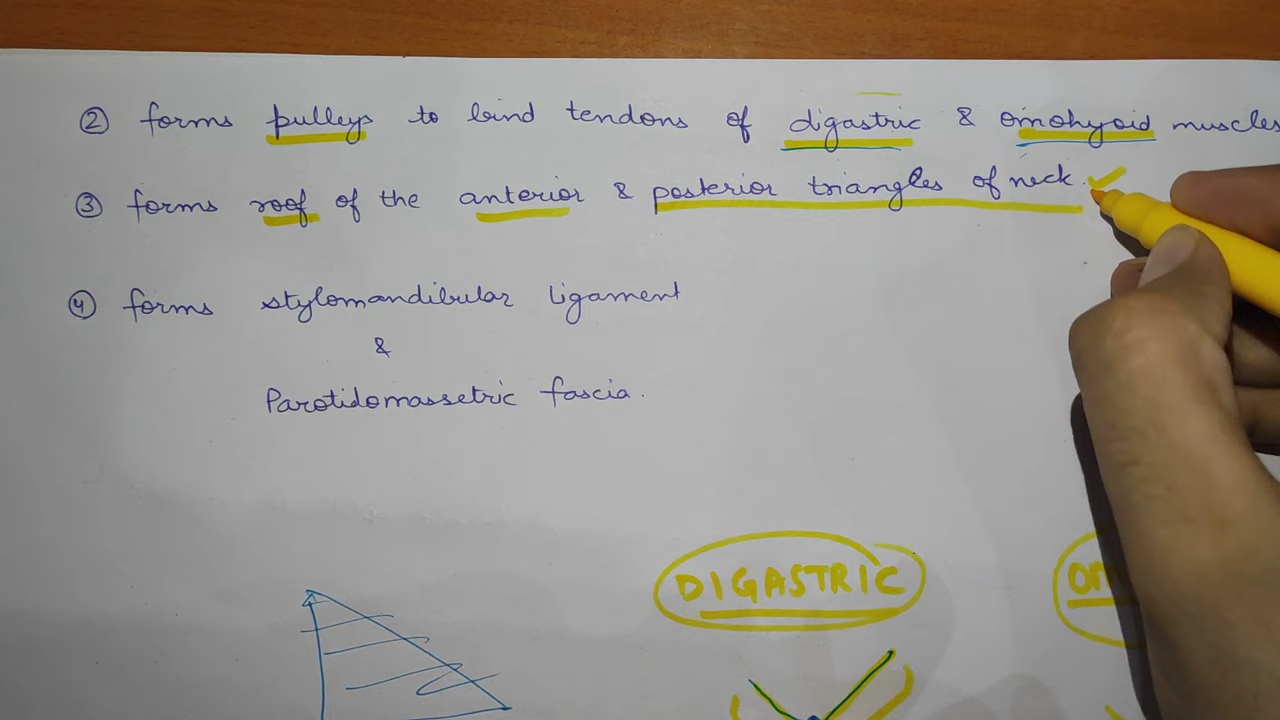 ② forms pulleys to bind tendons of digastric & omohyoid muscles
③ forms roof of the anterior & posterior triangles of neck.
④ forms stylomandibular ligament
&
Parotidomassetric fascia.
DIGASTRIC